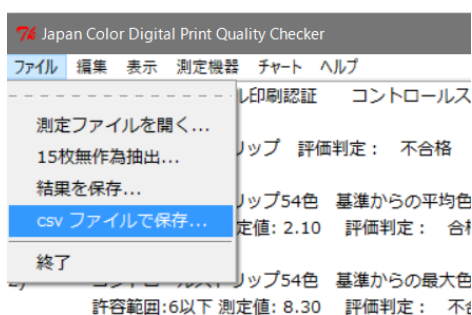 Japan Color Digital Print Quality Checker
ファイル 編集 表示 測定機器 チャート ヘルプ
ル印刷認証 コントロールス
測定ファイルを開く...
15枚無作為抽出...
リップ 評価判定： 不合格
結果を保存...
リップ54色 基準からの平均色
csv ファイルで保存...
定値: 2.10 評価判定： 合格
終了
リップ54色 基準からの最大色
許容範囲:6以下 測定値: 8.30 評価判定： 不合